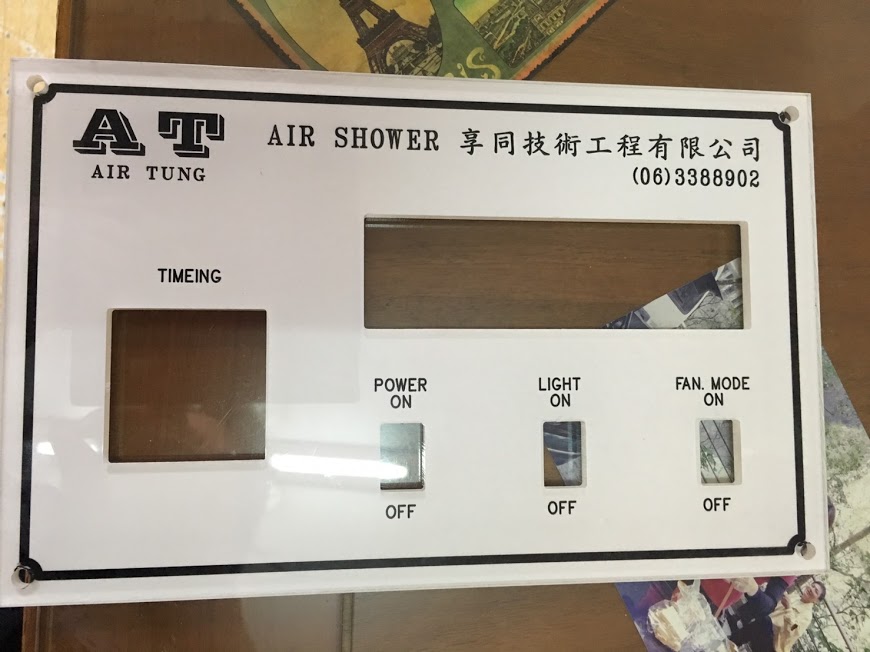 AT
AIR TUNG
AIR SHOWER 享同技術工程有限公司
(06)3388902
TIMEING
POWER
ON
OFF
LIGHT
ON
OFF
FAN. MODE
ON
OFF